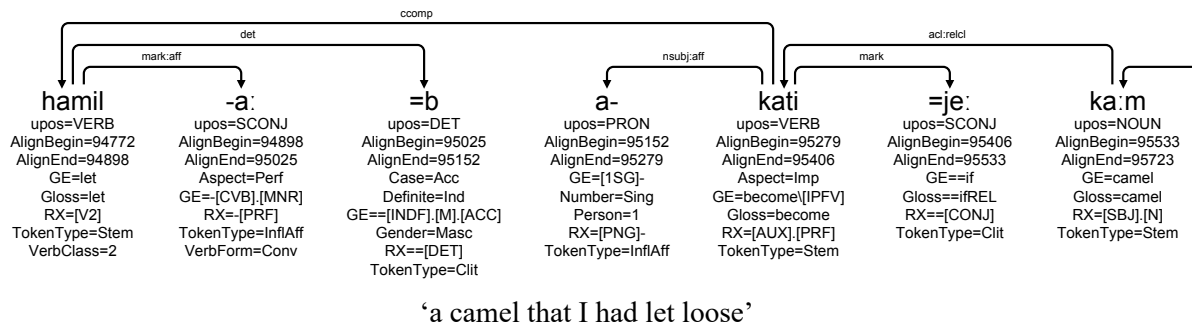 ccomp
det
acl:relcl
mark:aff
nsubj:aff
mark
hamil -aː =b a- kati =jeː kaːm
upos=VERB upos=SCONJ upos=DET upos=PRON upos=VERB upos=SCONJ upos=NOUN
AlignBegin=94772 AlignBegin=94898 AlignBegin=95025 AlignBegin=95152 AlignBegin=95279 AlignBegin=95406 AlignBegin=95533
AlignEnd=94898 AlignEnd=95025 AlignEnd=95152 AlignEnd=95279 AlignEnd=95406 AlignEnd=95533 AlignEnd=95723
GE=let Aspect=Perf Case=Acc GE=[1SG]- Aspect=Imp GE==if GE=camel
Gloss=let GE=-[CVB].[MNR] Definite=Ind Number=Sing GE=become\[IPFV] Gloss==ifREL Gloss=camel
RX=[V2] RX=-[PRF] GE==[INDF].[M].[ACC] Person=1 Gloss=become RX==[CONJ] RX=[SBJ].[N]
TokenType=Stem TokenType=InflAff Gender=Masc RX=[PNG]- RX=[AUX].[PRF] TokenType=Clit TokenType=Stem
VerbClass=2 VerbForm=Conv RX==[DET] TokenType=InflAff TokenType=Stem
TokenType=Clit
‘a camel that I had let loose’